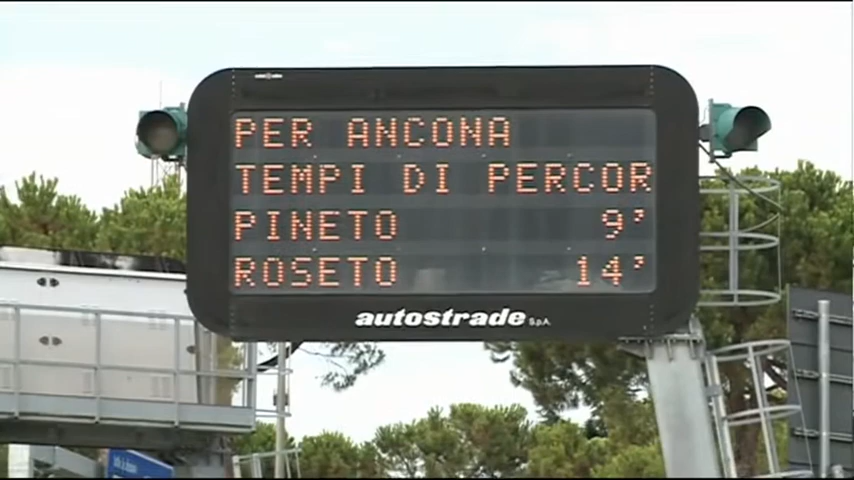 PER ANCONA
TEMPI DI PERCOR
PINETO 9'
ROSETO 14'
autostrade S.p.A.